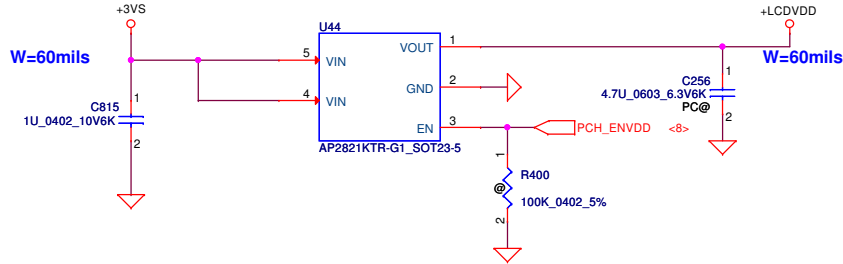 +3VS
+LCDVDD
U44
W=60mils
5
VIN
VOUT
1
W=60mils
4
VIN
GND
2
EN
3
PCH_ENVDD <8>
AP2821KTR-G1_SOT23-5
1
C815
1U_0402_10V6K
2
1
C256
4.7U_0603_6.3V6K
PC@
2
1
R400
@
100K_0402_5%
2